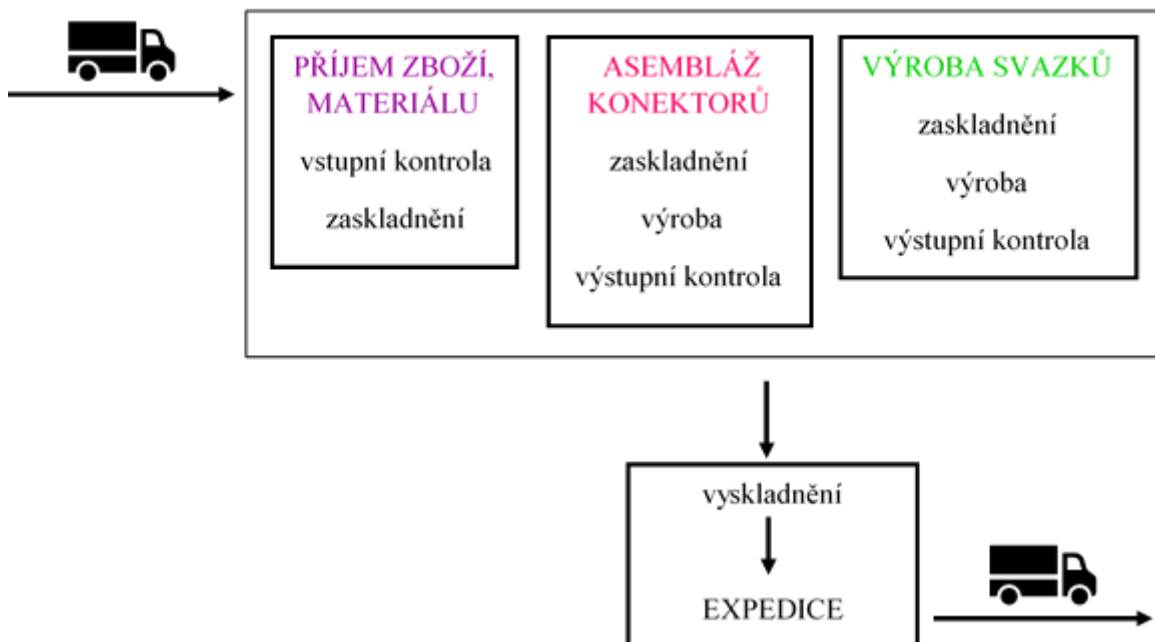 PŘÍJEM ZBOŽÍ,
MATERIÁLU
vstupní kontrola
zaskladnění
ASEMBLÁŽ
KONEKTORŮ
zaskladnění
výroba
výstupní kontrola
VÝROBA SVAZKŮ
zaskladnění
výroba
výstupní kontrola
vyskladnění
EXPEDICE